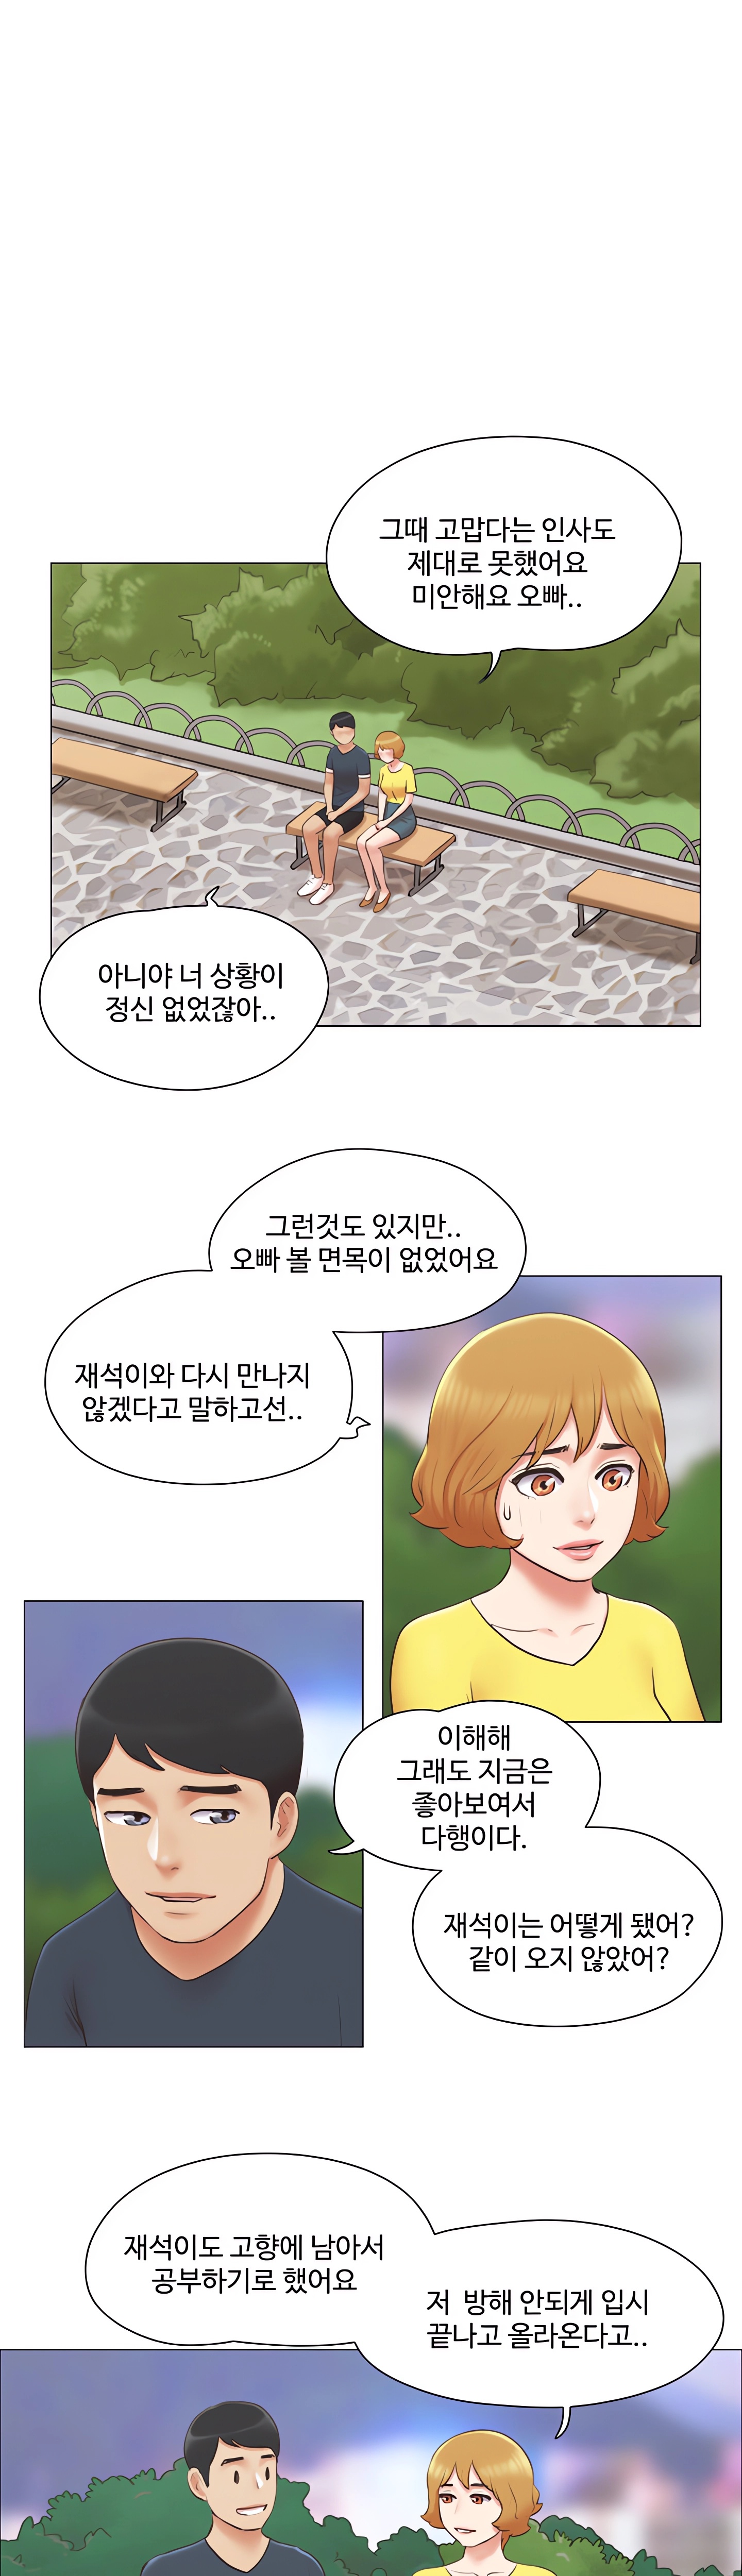 그때 고맙다는 인사도
제대로 못했어요
미안해요 오빠..
아니야 너 상황이
정신 없었잖아..
그런것도 있지만..
오빠 볼 면목이 없었어요
재석이와 다시 만나지
않겠다고 말하고선..
이해해
그래도 지금은
좋아보여서
다행이다.
재석이는 어떻게 됐어?
같이 오지 않았어?
재석이도 고향에 남아서
공부하기로 했어요
저  방해 안되게 입시
끝나고 올라온다고..